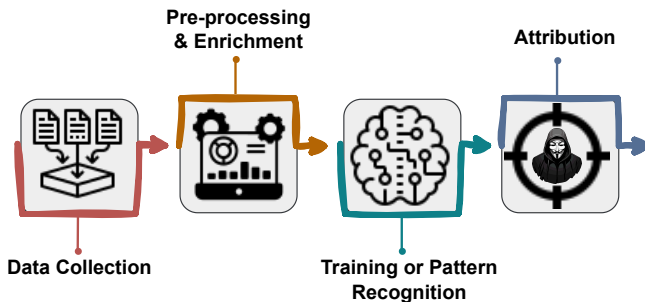 Pre-processing
& Enrichment
Attribution
Data Collection
Training or Pattern
Recognition